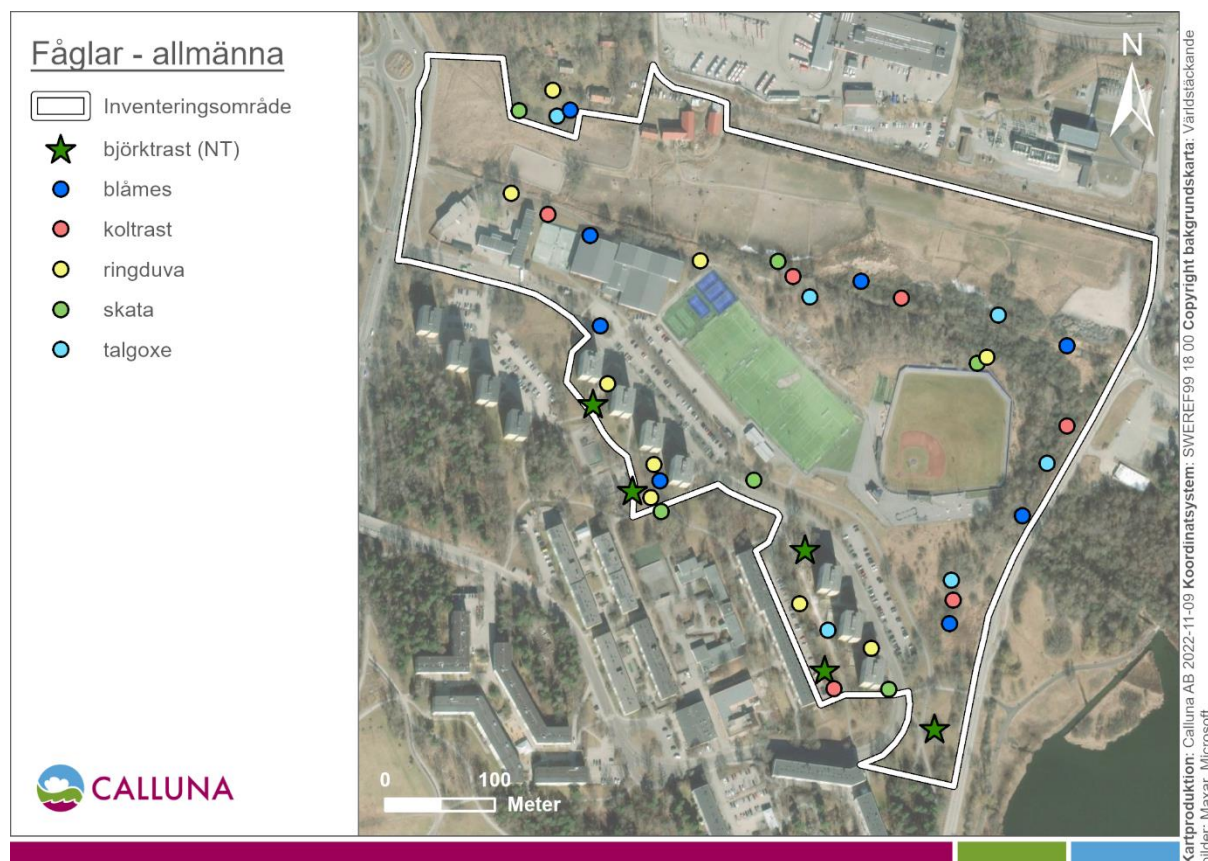 Fåglar - allmänna
Inventeringsområde
björktrast (NT)
blåmes
koltrast
ringduva
skata
talgoxe
CALLUNA
N
0 100
Meter
Kartproduktion: Calluna AB 2022-11-09 Koordinatsystem: SWEREF99 18 00 Copyright bakgrundskarta: Världstäckande
bilder: Maxar, Microsoft